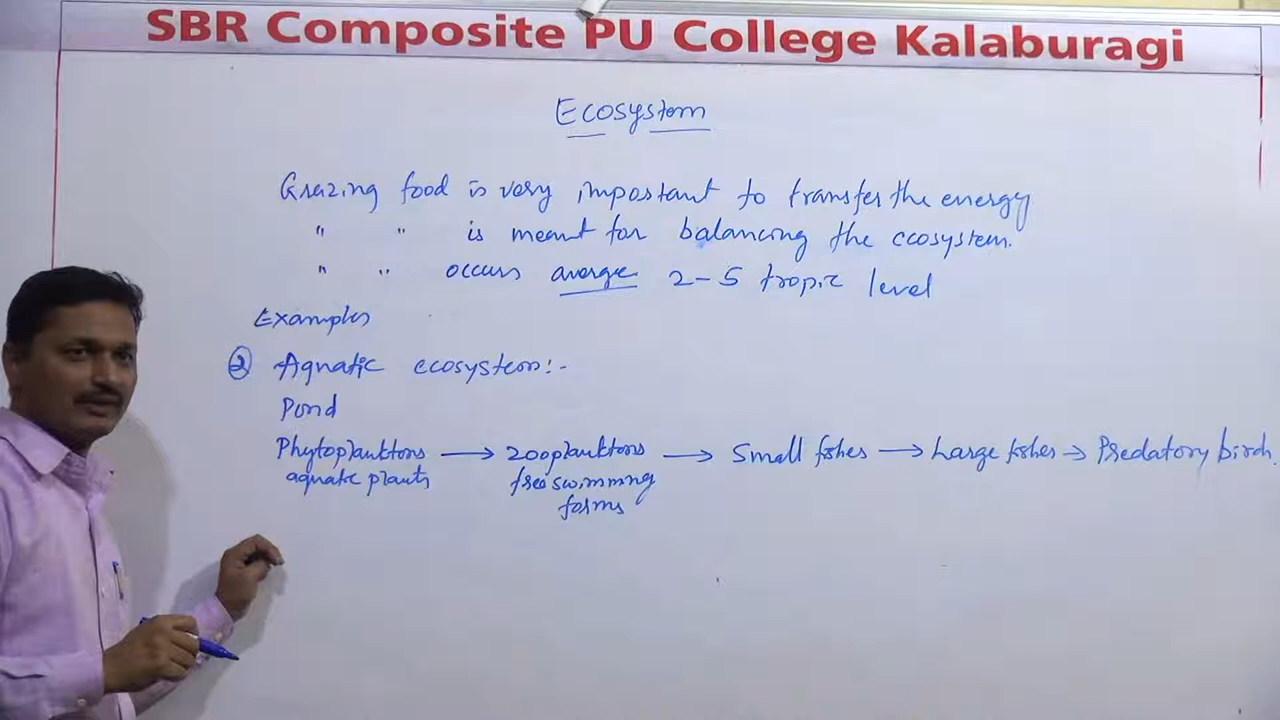 SBR Composite PU College Kalaburagi
Ecosystem
Grazing food is very important to transfer the energy
" " is meant for balancing the ecosystem.
" " occurs average 2-5 tropic level
Examples
② Aquatic ecosystem:-
Pond
Phytoplanktons → zooplanktons → Small fishes → Large fishes → Predatory birds.
aquatic plants free swimming
forms